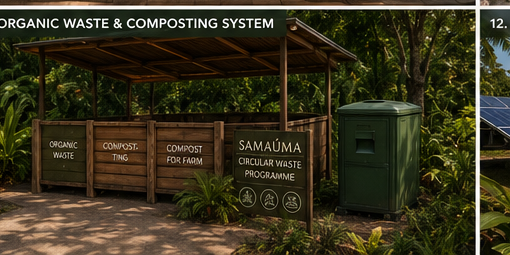 ORGANIC WASTE & COMPOSTING SYSTEM
12.
ORGANIC
WASTE
COMPOST-
TING
COMPOST
FOR FARM
SAMAÚMA
CIRCULAR WASTE
PROGRAMME